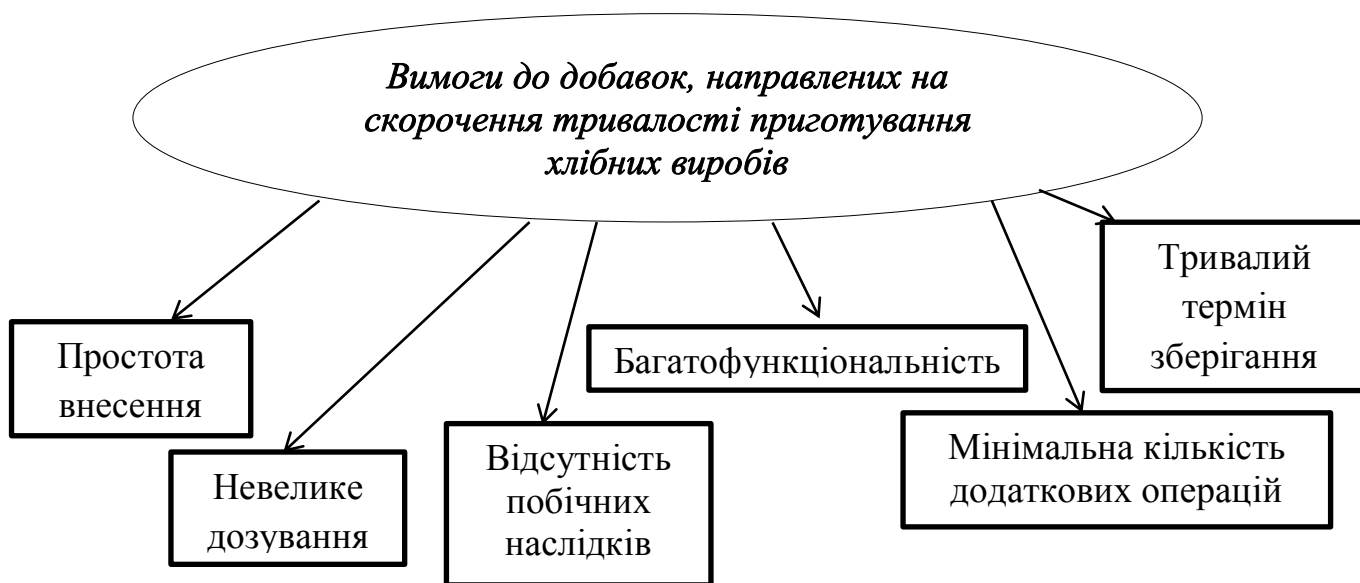 Вимоги до добавок, направлених на
скорочення тривалості приготування
хлібних виробів
Простота
внесення
Невелике
дозування
Відсутність
побічних
наслідків
Багатофункціональність
Мінімальна кількість
додаткових операцій
Тривалий
термін
зберігання